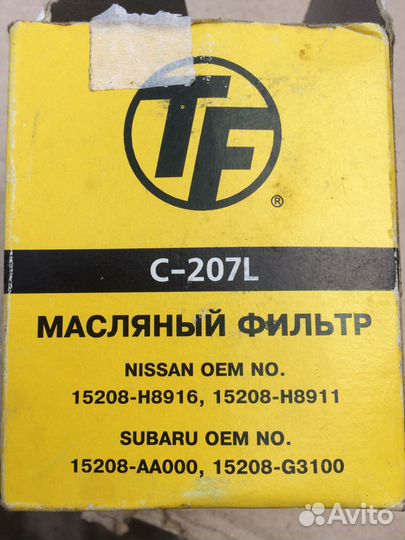 TF
®
C-207L
МАСЛЯНЫЙ ФИЛЬТР
NISSAN OEM NO.
15208-H8916, 15208-H8911
SUBARU OEM NO.
15208-AA000, 15208-G3100
Avito